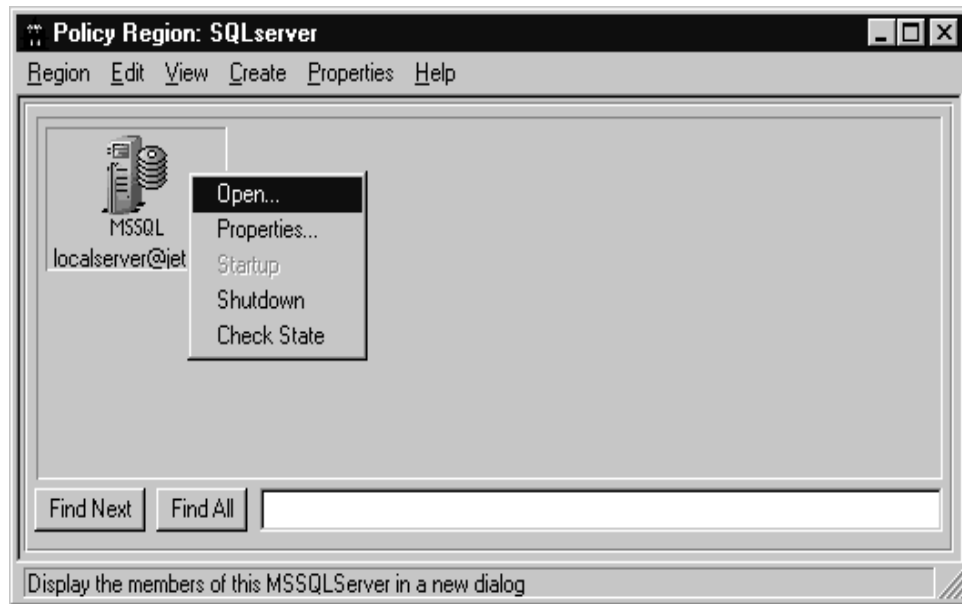 Policy Region: SQLserver
Region Edit View Create Properties Help
MSSQL
localserver@jet
Open...
Properties...
Startup
Shutdown
Check State
Find Next Find All
Display the members of this MSSQLServer in a new dialog